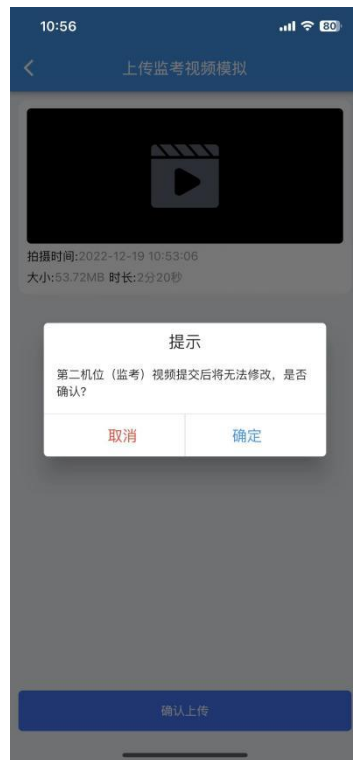 10:56
80
上传监考视频模拟
拍摄时间:2022-12-19 10:53:06
大小:53.72MB 时长:2分20秒
提示
第二机位（监考）视频提交后将无法修改，是否
确认?
取消 确定
确认上传